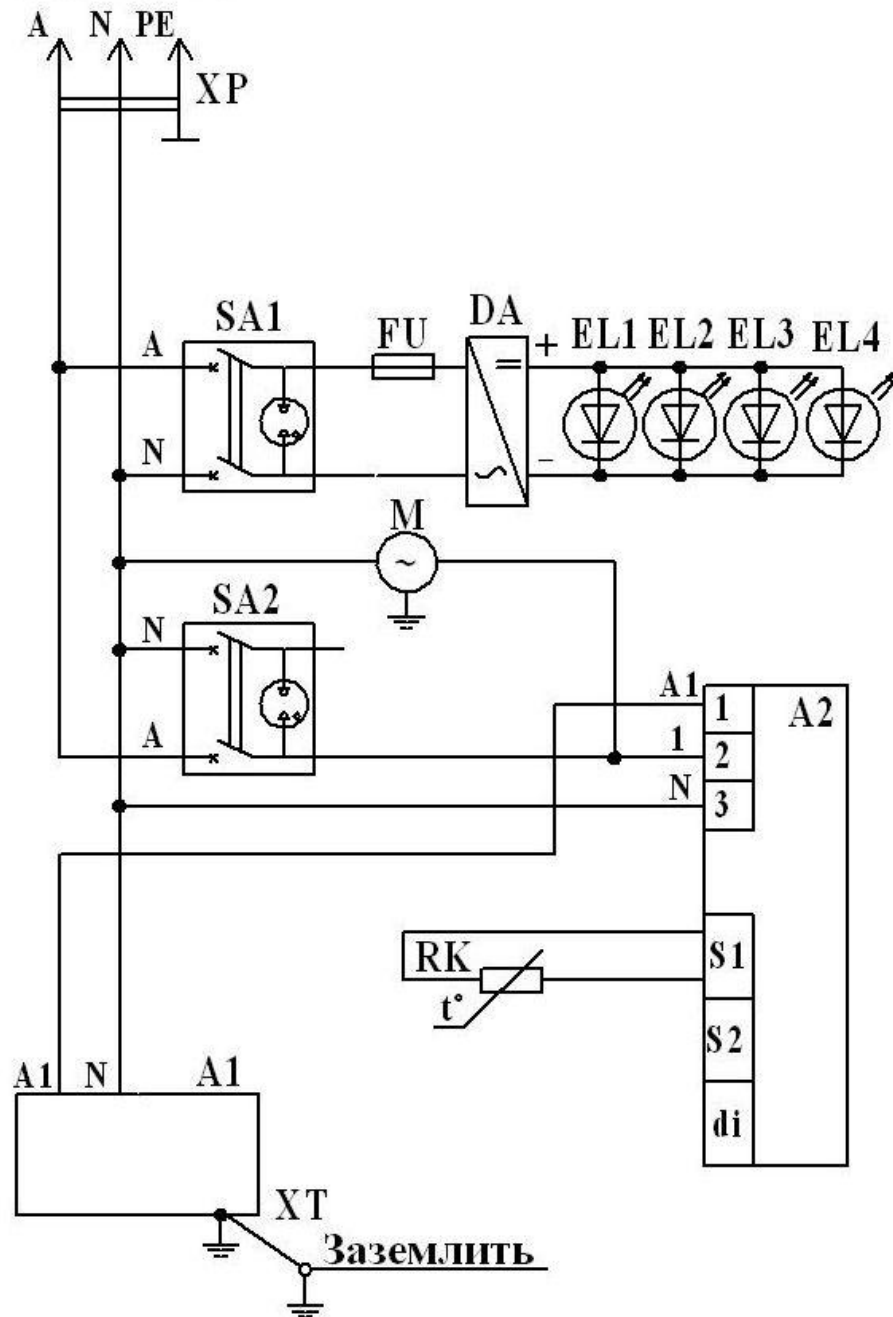 A N PE
XP
SA1 FU DA + EL1 EL2 EL3 EL4
A
N −
M
~
SA2
N
A1 1 A2
A 1 2
N 3
RK S1
t°
S2
A1 N A1
di
XT
Заземлить